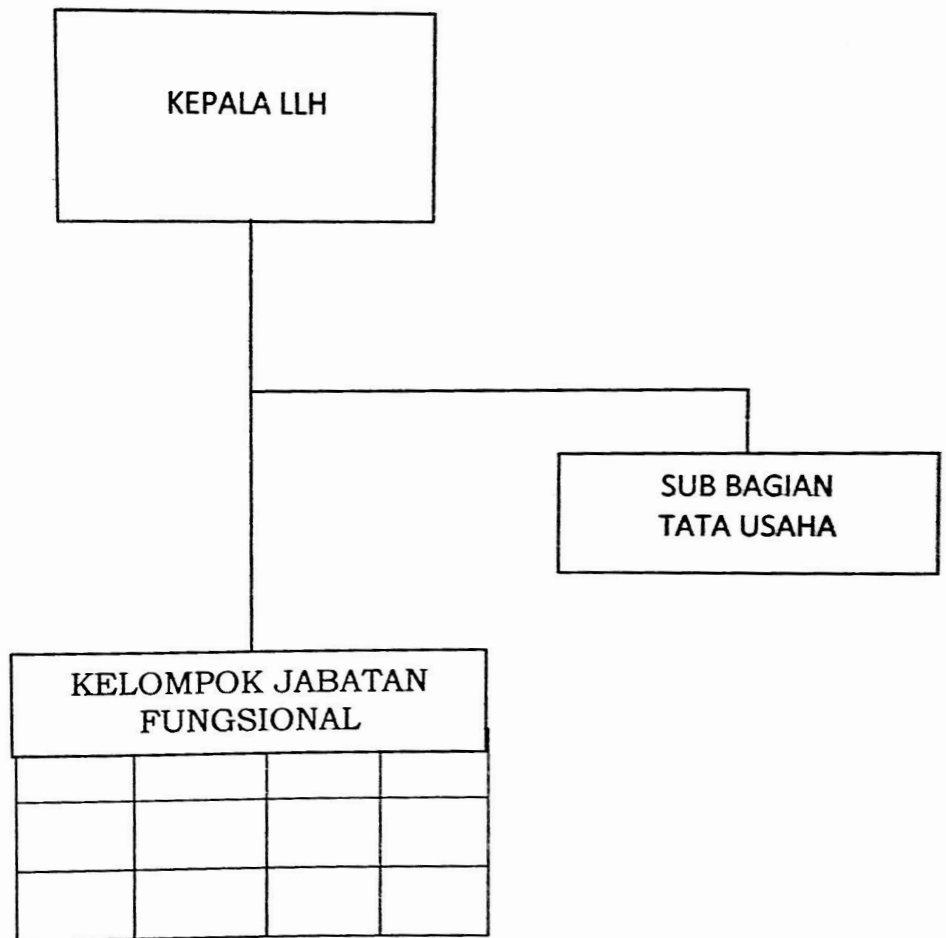 KEPALA LLH
SUB BAGIAN
TATA USAHA
KELOMPOK JABATAN
FUNGSIONAL